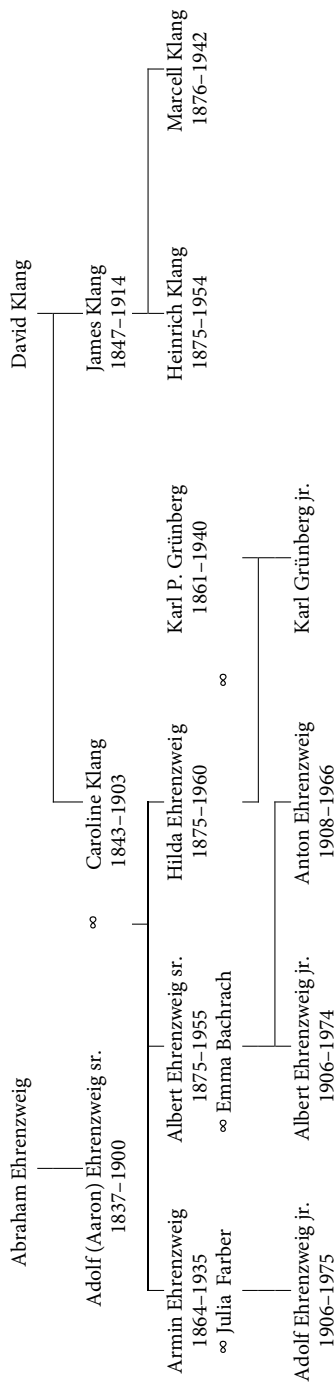 Abraham Ehrenzweig
David Klang
Adolf (Aaron) Ehrenzweig sr.
1837–1900
∞
Caroline Klang
1843–1903
James Klang
1847–1914
Armin Ehrenzweig
1864–1935
∞ Julia Farber
Albert Ehrenzweig sr.
1875–1955
∞ Emma Bachrach
Hilda Ehrenzweig
1875–1960
∞
Karl P. Grünberg
1861–1940
Heinrich Klang
1875–1954
Marcell Klang
1876–1942
Adolf Ehrenzweig jr.
1906–1975
Albert Ehrenzweig jr.
1906–1974
Anton Ehrenzweig
1908–1966
Karl Grünberg jr.